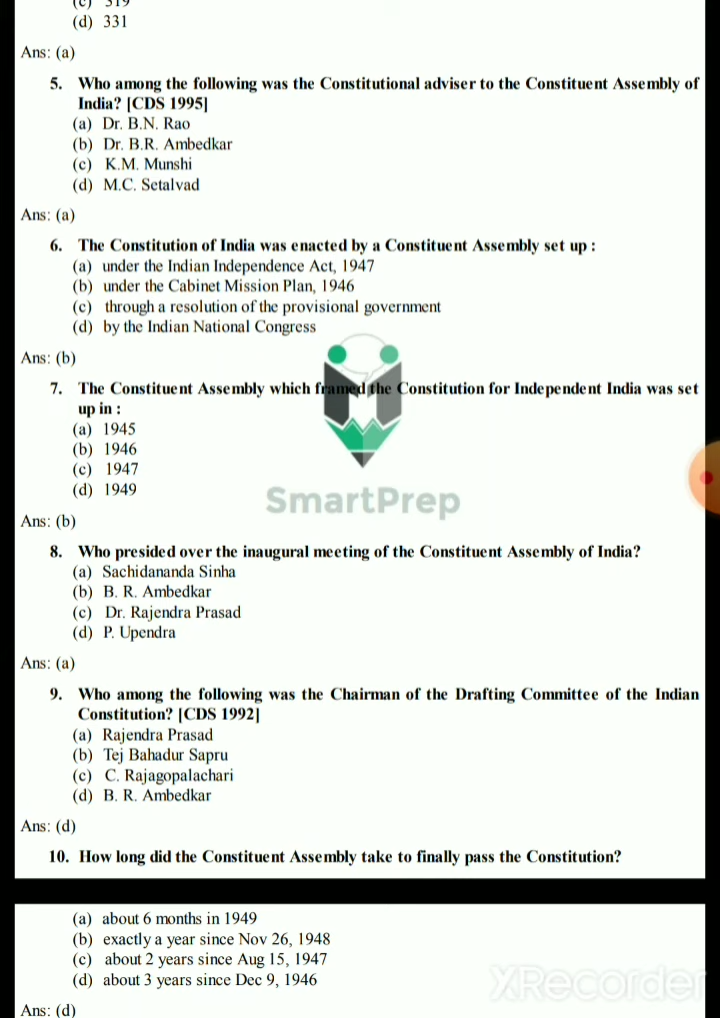 (c) 319
(d) 331
Ans: (a)
5. Who among the following was the Constitutional adviser to the Constituent Assembly of
India? [CDS 1995]
(a) Dr. B.N. Rao
(b) Dr. B.R. Ambedkar
(c) K.M. Munshi
(d) M.C. Setalvad
Ans: (a)
6. The Constitution of India was enacted by a Constituent Assembly set up :
(a) under the Indian Independence Act, 1947
(b) under the Cabinet Mission Plan, 1946
(c) through a resolution of the provisional government
(d) by the Indian National Congress
Ans: (b)
7. The Constituent Assembly which framed the Constitution for Independent India was set
up in :
(a) 1945
(b) 1946
(c) 1947
(d) 1949
SmartPrep
Ans: (b)
8. Who presided over the inaugural meeting of the Constituent Assembly of India?
(a) Sachidananda Sinha
(b) B. R. Ambedkar
(c) Dr. Rajendra Prasad
(d) P. Upendra
Ans: (a)
9. Who among the following was the Chairman of the Drafting Committee of the Indian
Constitution? [CDS 1992]
(a) Rajendra Prasad
(b) Tej Bahadur Sapru
(c) C. Rajagopalachari
(d) B. R. Ambedkar
Ans: (d)
10. How long did the Constituent Assembly take to finally pass the Constitution?
(a) about 6 months in 1949
(b) exactly a year since Nov 26, 1948
(c) about 2 years since Aug 15, 1947
(d) about 3 years since Dec 9, 1946
XRecorder
Ans: (d)